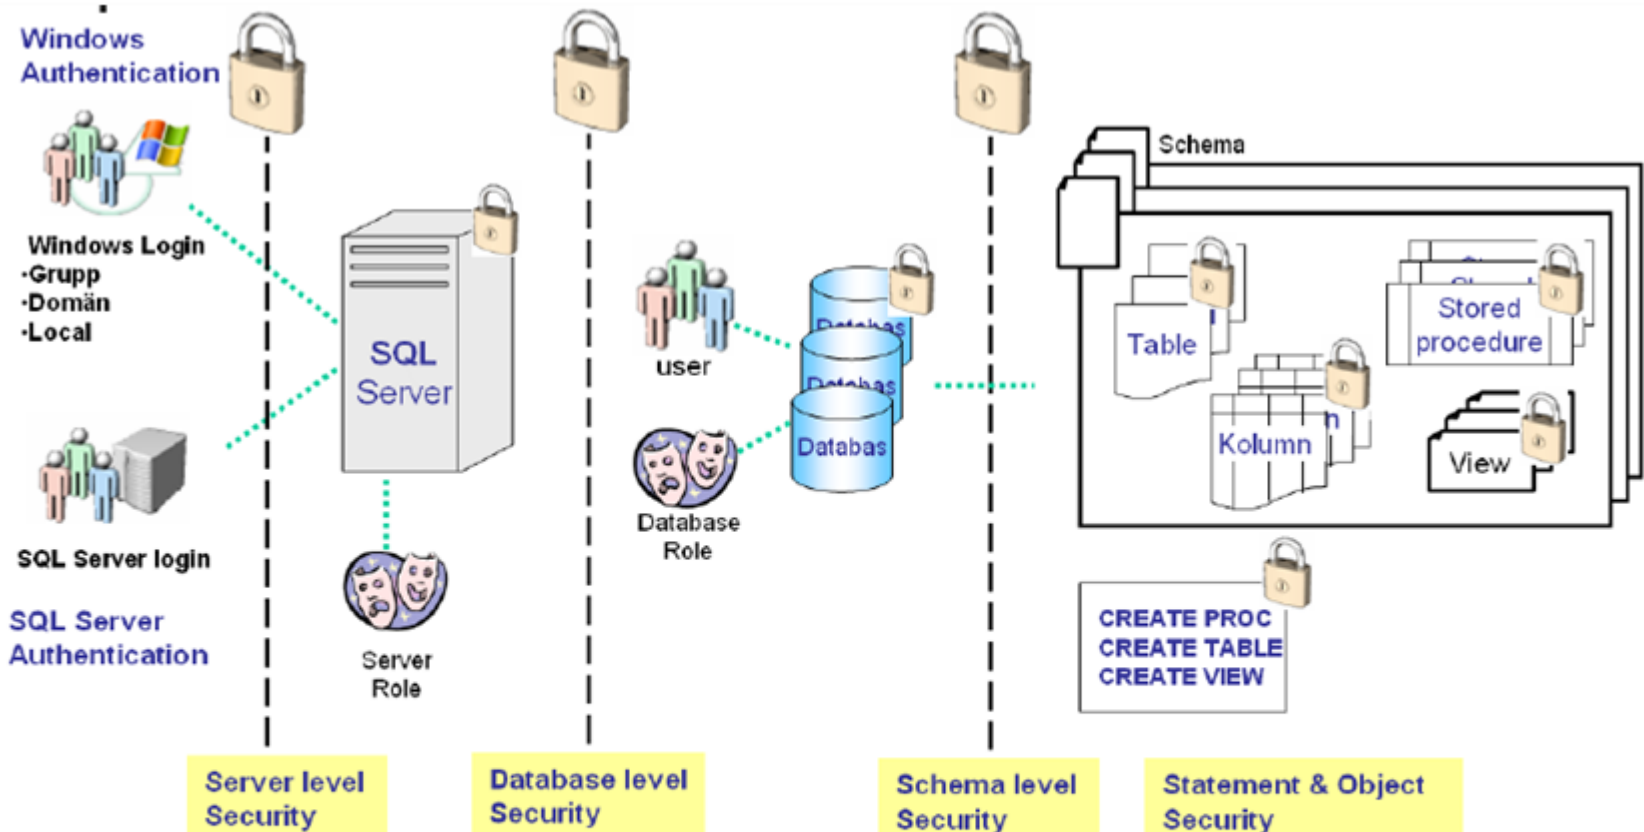 Windows
Authentication
Windows Login
·Grupp
·Domän
·Local
SQL Server login
SQL Server
Authentication
SQL
Server
Server
Role
user
Database
Role
Databas
Databas
Databas
Schema
Table
Stored
procedure
Kolumn
n
View
CREATE PROC
CREATE TABLE
CREATE VIEW
Server level
Security
Database level
Security
Schema level
Security
Statement & Object
Security